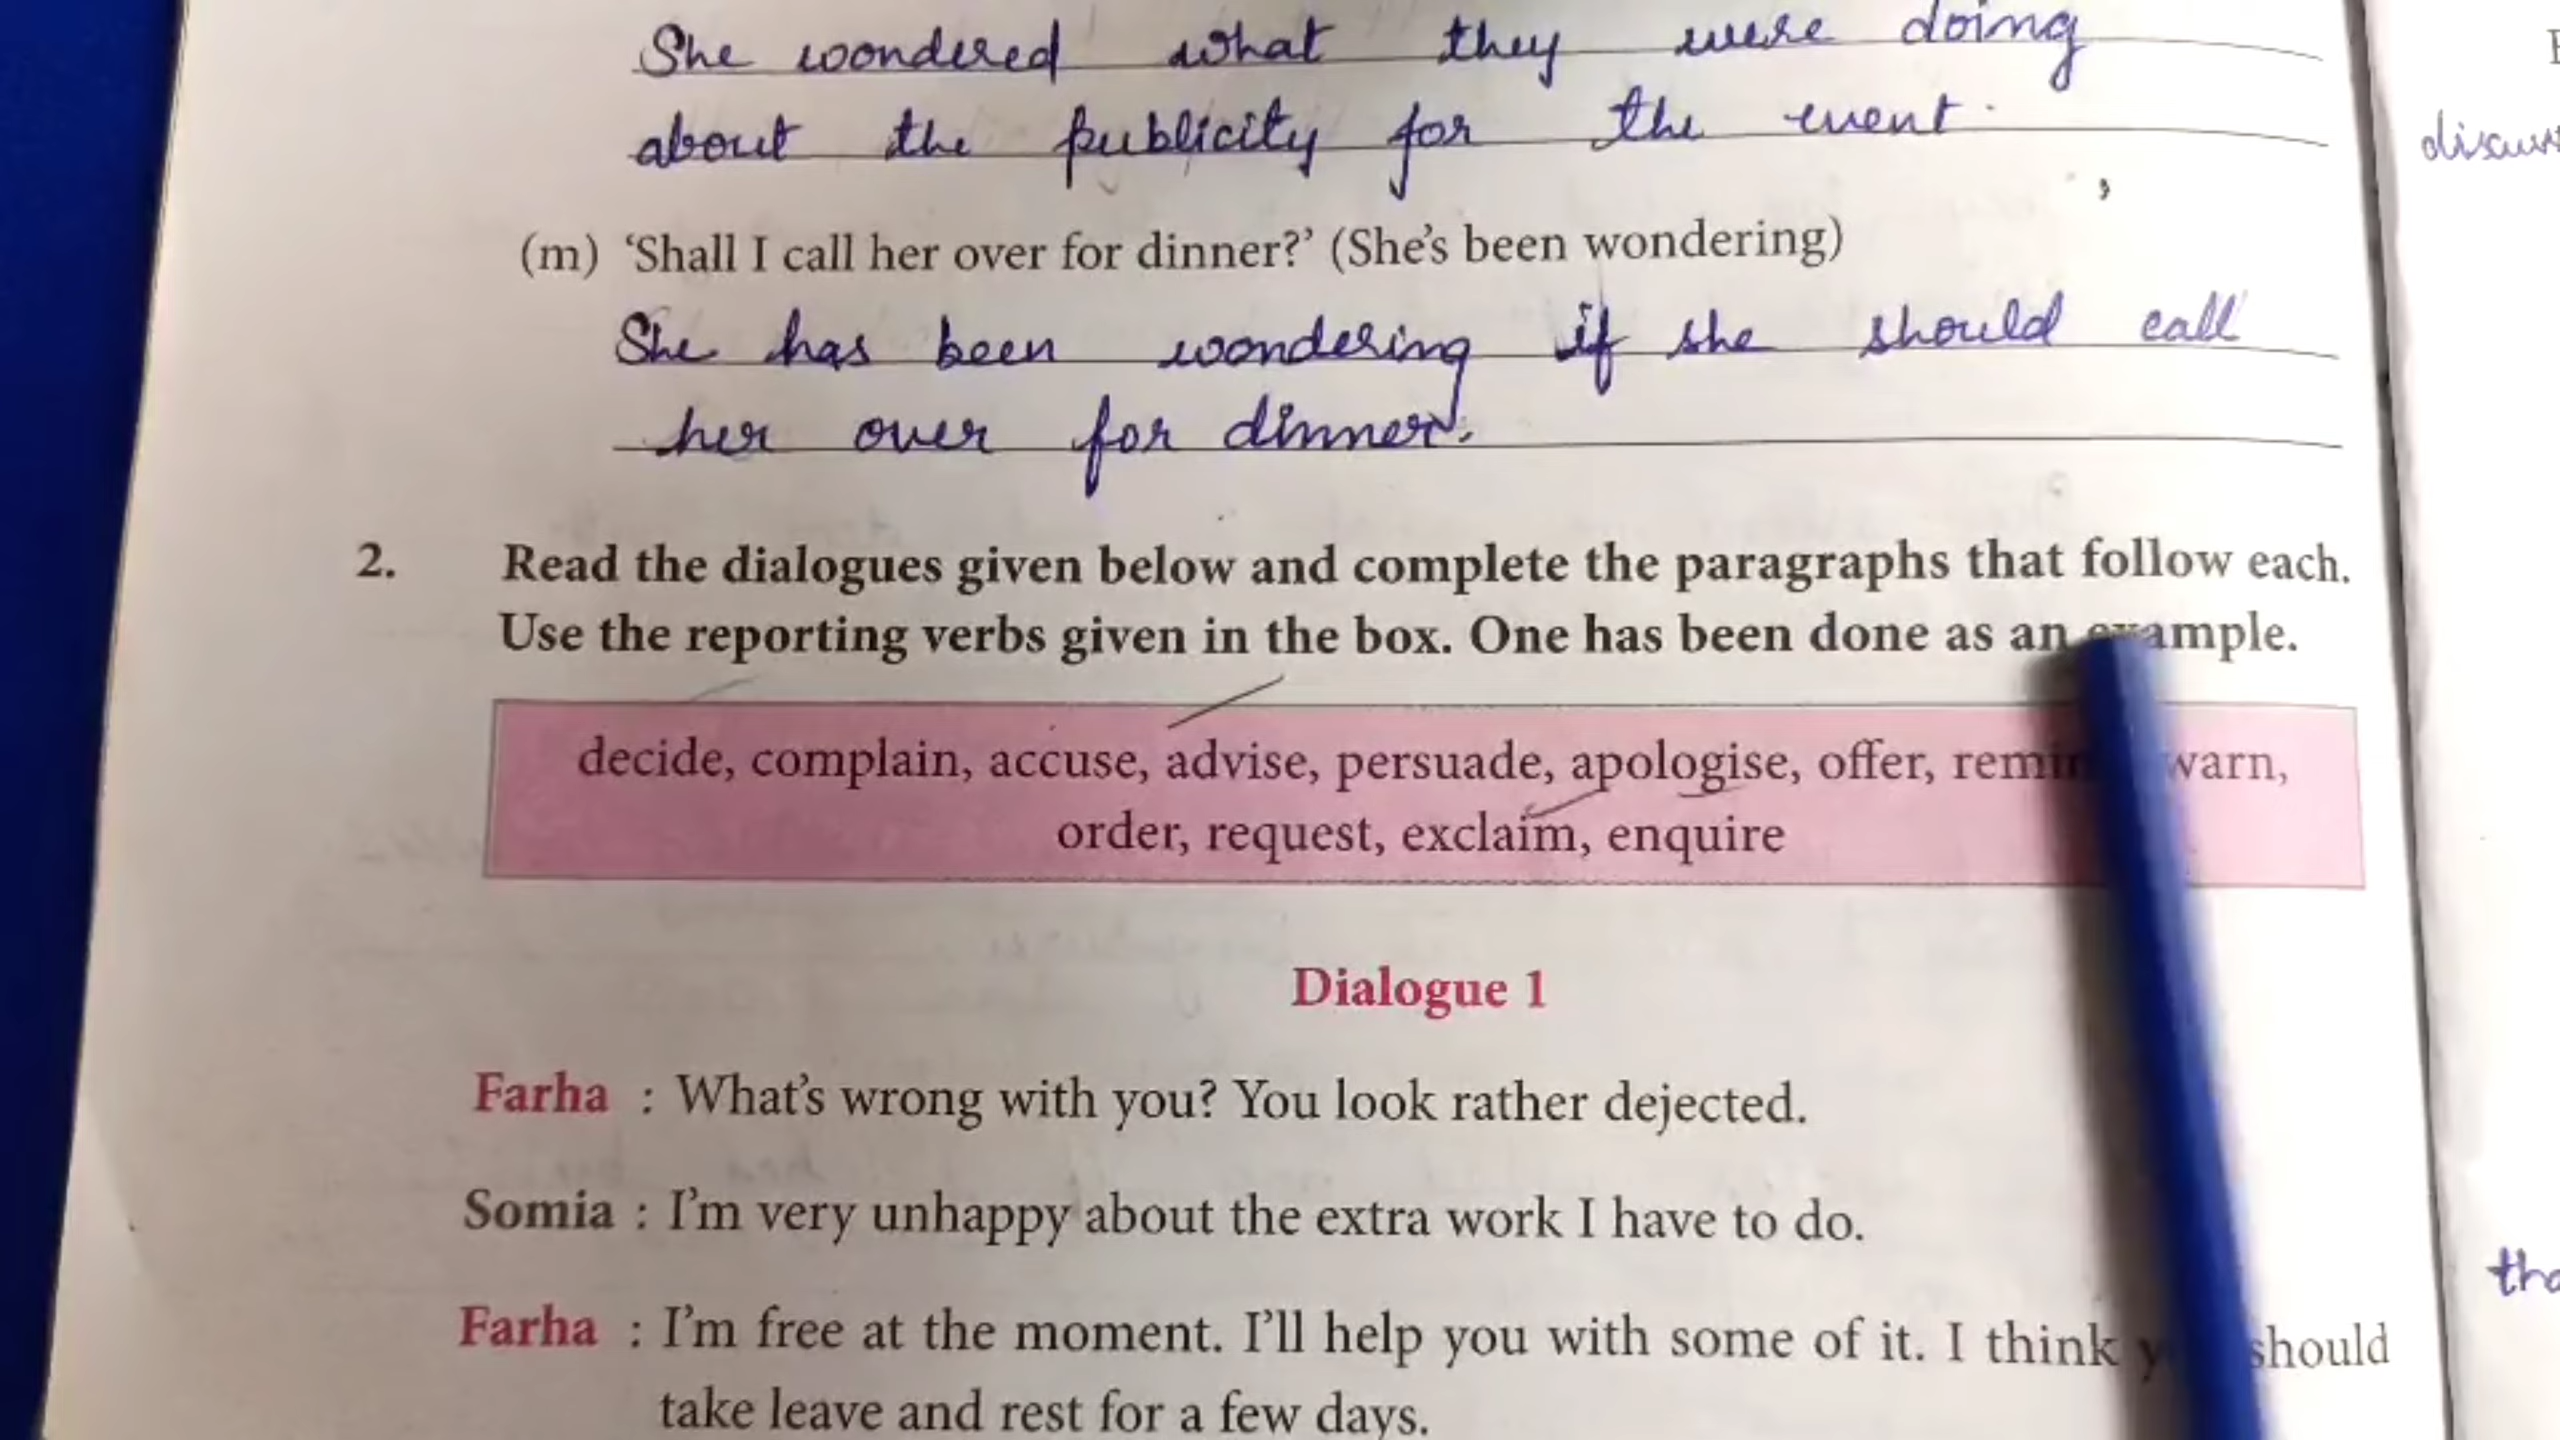 She wondered what they were doing
about the publicity for the event.
(m) ‘Shall I call her over for dinner?’ (She’s been wondering)
She has been wondering if she should call
her over for dinner.
2. Read the dialogues given below and complete the paragraphs that follow each.
Use the reporting verbs given in the box. One has been done as an example.
decide, complain, accuse, advise, persuade, apologise, offer, warn,
order, request, exclaim, enquire
Dialogue 1
Farha : What’s wrong with you? You look rather dejected.
Somia : I’m very unhappy about the extra work I have to do.
Farha : I’m free at the moment. I’ll help you with some of it. I think should
take leave and rest for a few days.